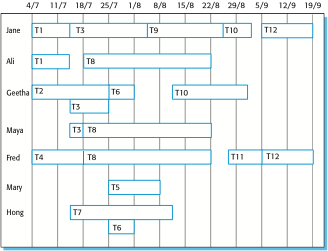 4/7 11/7 18/7 25/7 1/8 8/8 15/8 22/8 29/8 5/9 12/9 19/9
Jane T1 T3 T9 T10 T12
Ali T1 T8
Geetha T2 T6 T10
T3
Maya T3 T8
Fred T4 T8 T11 T12
Mary T5
Hong T7
T6